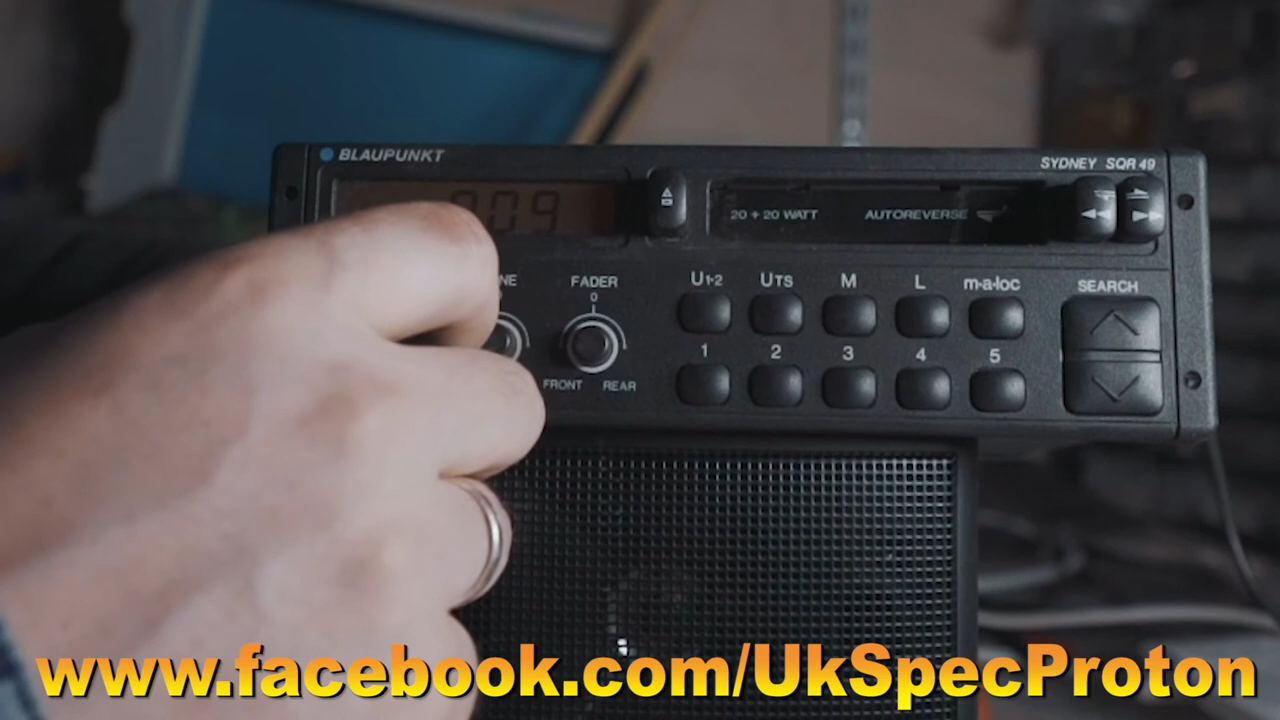 BLAUPUNKT
SYDNEY SQR 49
909
20 + 20 WATT
AUTOREVERSE
FADER
0
FRONT REAR
U1-2 UTS M L m-a-loc
1 2 3 4 5
SEARCH
www.facebook.com/UkSpecProton